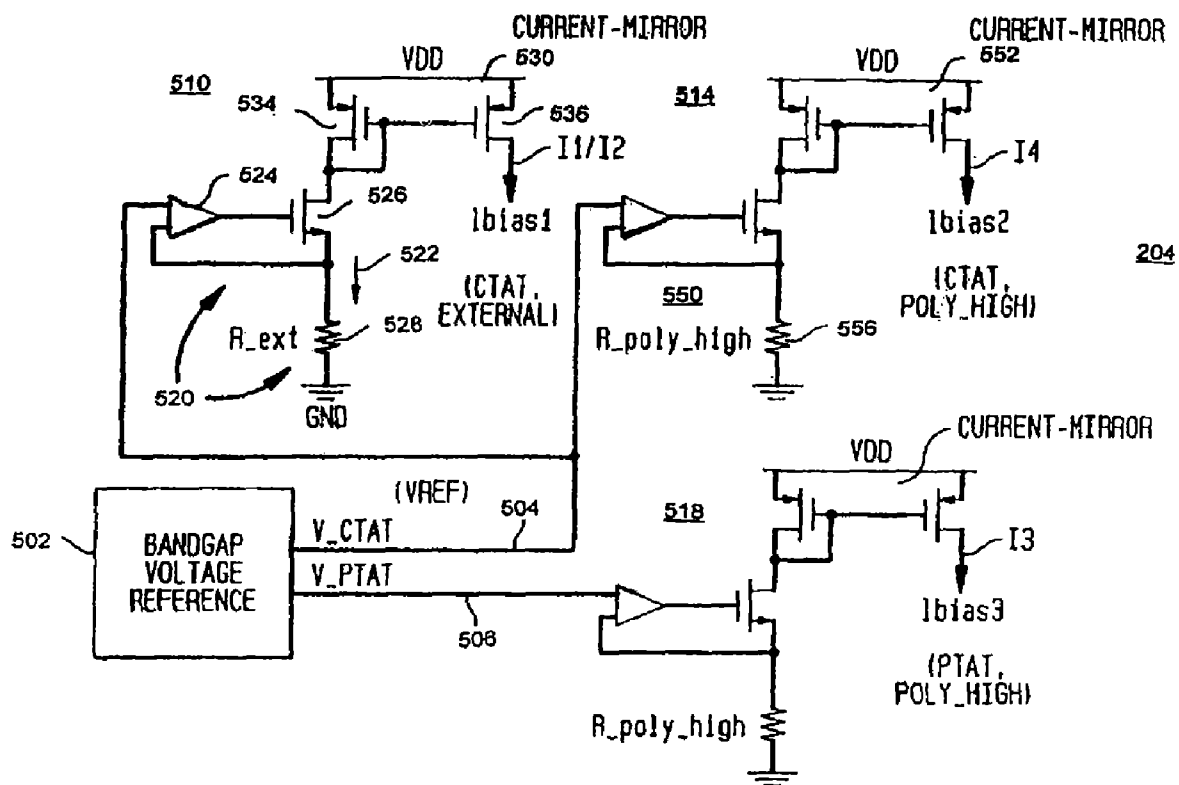 CURRENT-MIRROR
CURRENT-MIRROR
VDD
530
VDD
552
510
514
534
536
I1/I2
I4
524
526
Ibias1
Ibias2
204
522
(CTAT,
EXTERNAL)
550
(CTAT,
POLY_HIGH)
R_ext
528
R_poly_high
556
520
GND
CURRENT-MIRROR
VDD
(VREF)
504
518
502
BANDGAP
VOLTAGE
REFERENCE
V_CTAT
V_PTAT
506
I3
Ibias3
(PTAT,
POLY_HIGH)
R_poly_high